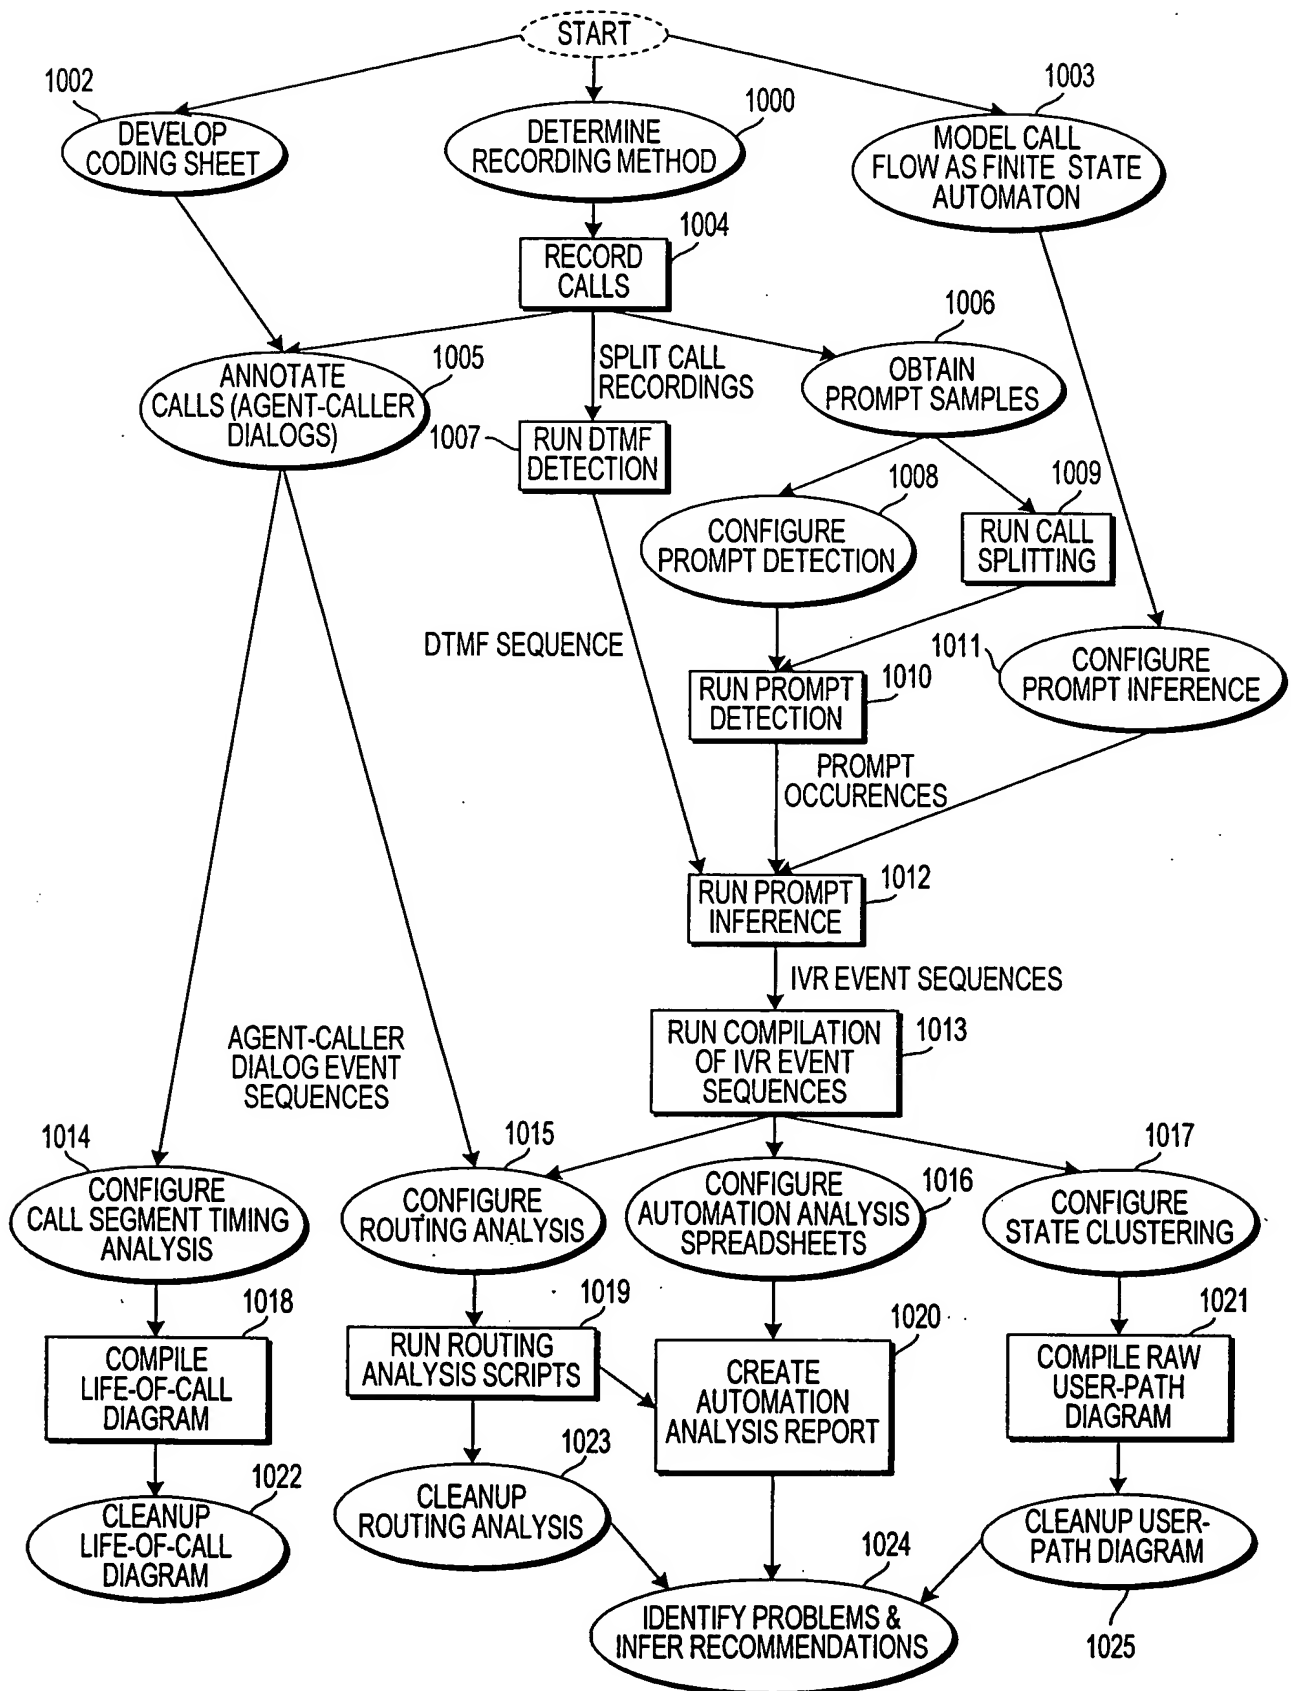 START
1002
1000
1003
DEVELOP
CODING SHEET
DETERMINE
RECORDING METHOD
MODEL CALL
FLOW AS FINITE STATE
AUTOMATON
1004
RECORD
CALLS
1006
1005
SPLIT CALL
RECORDINGS
OBTAIN
PROMPT SAMPLES
ANNOTATE
CALLS (AGENT-CALLER
DIALOGS)
1007
RUN DTMF
DETECTION
1008
1009
CONFIGURE
PROMPT DETECTION
RUN CALL
SPLITTING
DTMF SEQUENCE
1011
CONFIGURE
PROMPT INFERENCE
RUN PROMPT
DETECTION
1010
PROMPT
OCCURENCES
RUN PROMPT
INFERENCE
1012
IVR EVENT SEQUENCES
RUN COMPILATION
OF IVR EVENT
SEQUENCES
1013
AGENT-CALLER
DIALOG EVENT
SEQUENCES
1014
1015
1016
1017
CONFIGURE
CALL SEGMENT TIMING
ANALYSIS
CONFIGURE
ROUTING ANALYSIS
CONFIGURE
AUTOMATION ANALYSIS
SPREADSHEETS
CONFIGURE
STATE CLUSTERING
1018
1019
1020
1021
COMPILE
LIFE-OF-CALL
DIAGRAM
RUN ROUTING
ANALYSIS SCRIPTS
CREATE
AUTOMATION
ANALYSIS REPORT
COMPILE RAW
USER-PATH
DIAGRAM
1022
1023
CLEANUP
LIFE-OF-CALL
DIAGRAM
CLEANUP
ROUTING ANALYSIS
CLEANUP USER-
PATH DIAGRAM
1024
IDENTIFY PROBLEMS &
INFER RECOMMENDATIONS
1025